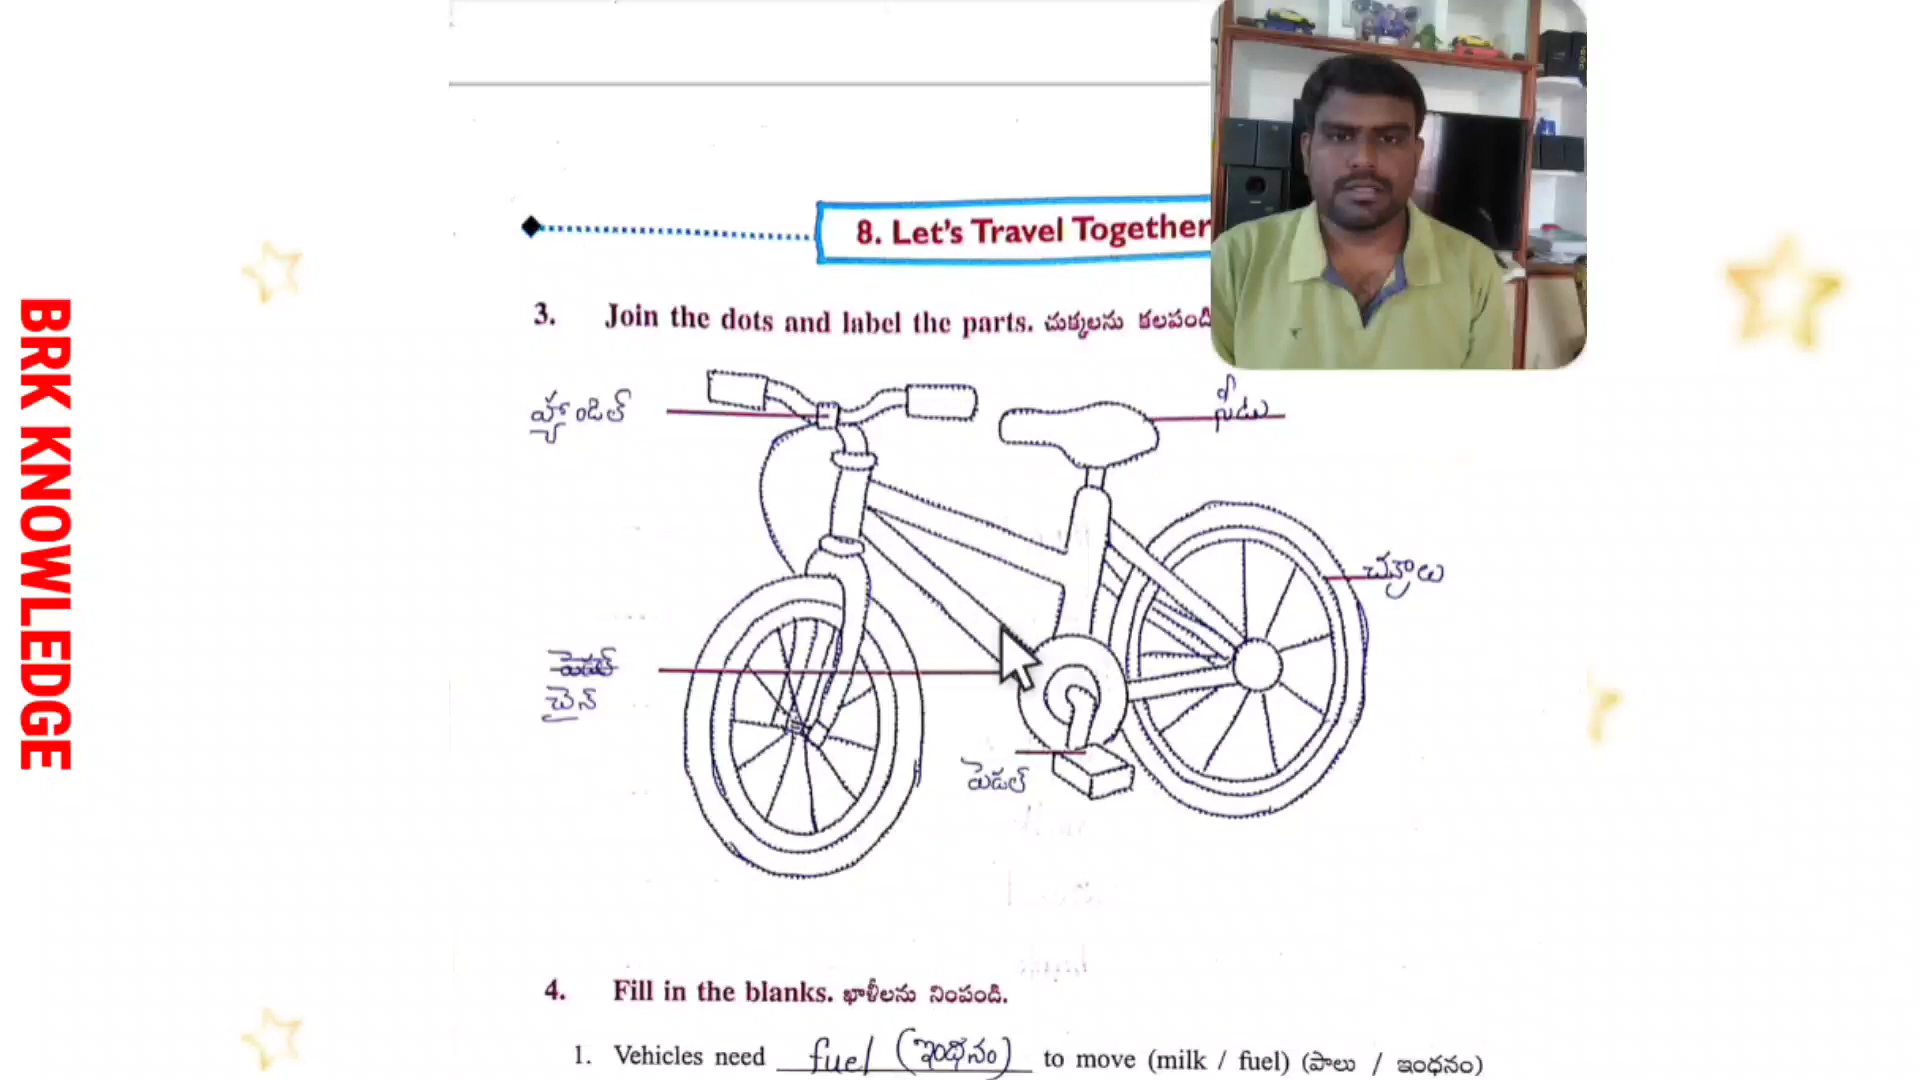 BRK KNOWLEDGE
8. Let's Travel Together
3. Join the dots and label the parts. చుక్కలను కలపండి
హ్యాండిల్
సీటు
చక్రాలు
పెడల్
చైన్
పెడల్
4. Fill in the blanks. ఖాళీలను నింపండి.
1. Vehicles need fuel (ఇంధనం) to move (milk / fuel) (పాలు / ఇంధనం)